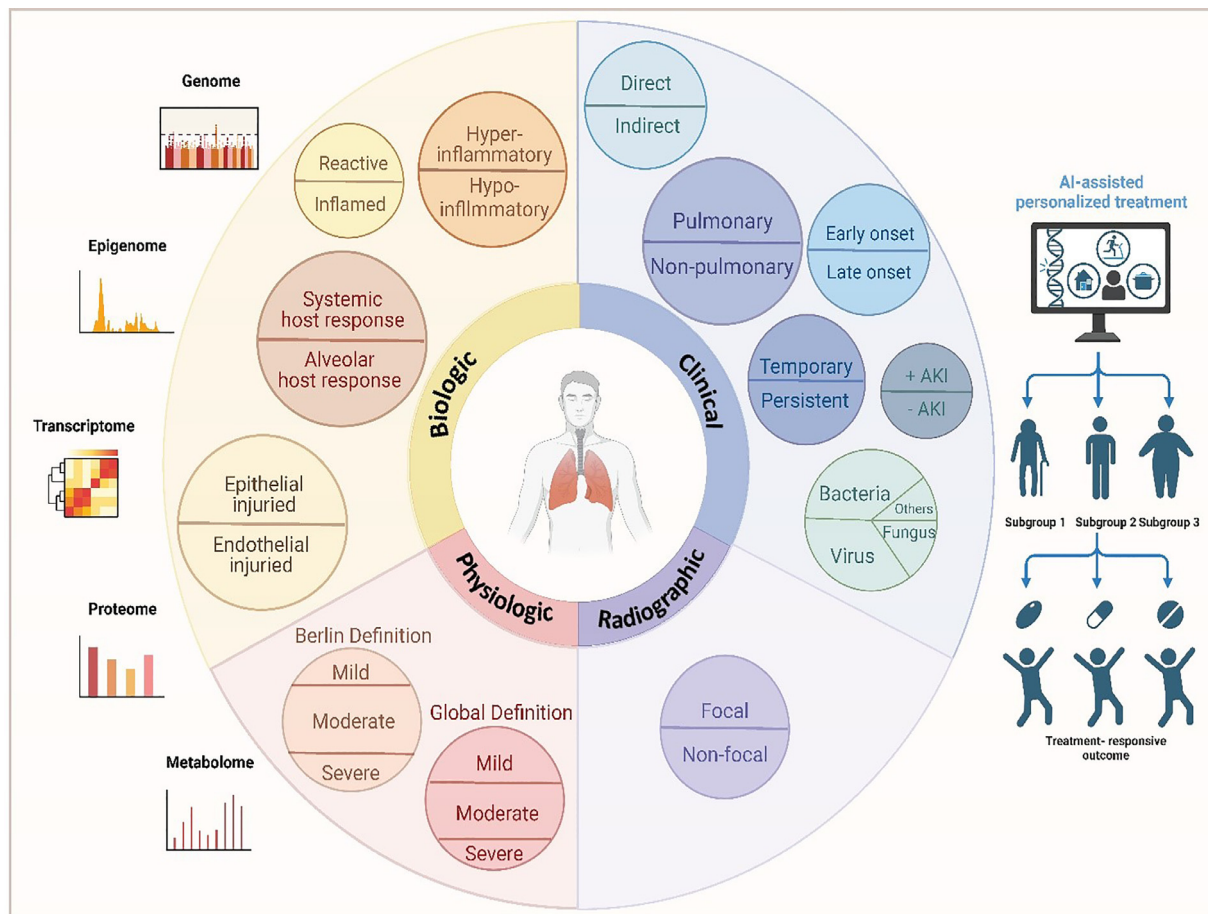 Genome
Epigenome
Transcriptome
Proteome
Metabolome
Biologic
Clinical
Physiologic
Radiographic
Reactive
Inflamed
Hyper-
inflammatory
Hypo-
infllmmatory
Systemic
host response
Alveolar
host response
Epithelial
injuried
Endothelial
injuried
Direct
Indirect
Pulmonary
Non-pulmonary
Early onset
Late onset
Temporary
Persistent
+ AKI
- AKI
Bacteria
Others
Fungus
Virus
Berlin Definition
Mild
Moderate
Severe
Global Definition
Mild
Moderate
Severe
Focal
Non-focal
AI-assisted
personalized treatment
Subgroup 1
Subgroup 2
Subgroup 3
Treatment- responsive
outcome